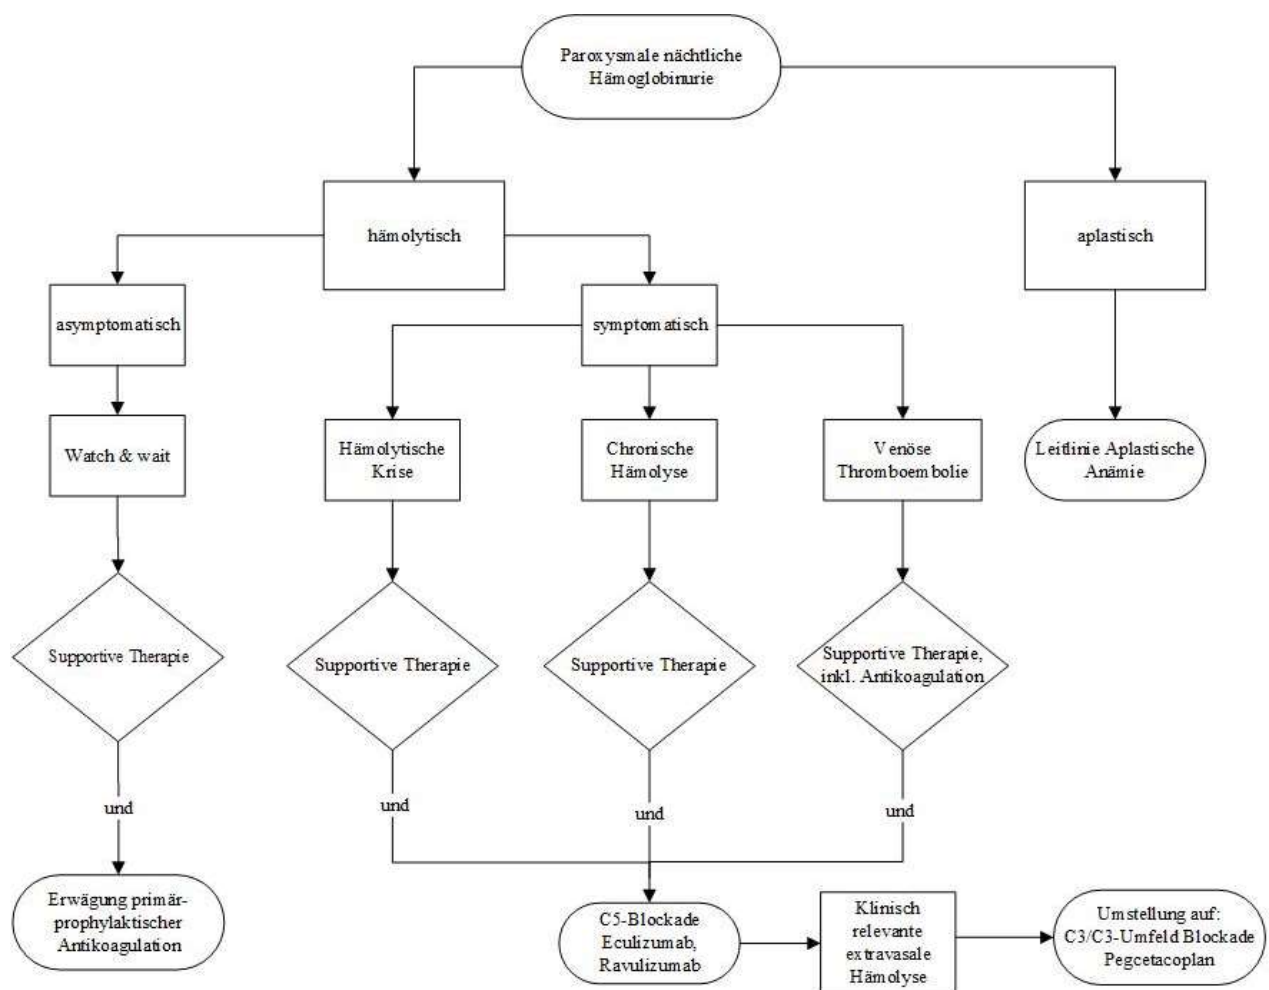 Paroxysmale nächtliche
Hämoglobinurie
hämolytisch
aplastisch
asymptomatisch
symptomatisch
Watch & wait
Hämolytische
Krise
Chronische
Hämolyse
Venöse
Thromboembolie
Leitlinie Aplastische
Anämie
Supportive Therapie
Supportive Therapie
Supportive Therapie
Supportive Therapie,
inkl. Antikoagulation
und
und
und
und
Erwägung primär-
prophylaktischer
Antikoagulation
C5-Blockade
Eculizumab,
Ravulizumab
Klinisch
relevante
extravasale
Hämolyse
Umstellung auf:
C3/C3-Umfeld Blockade
Pegcetacoplan